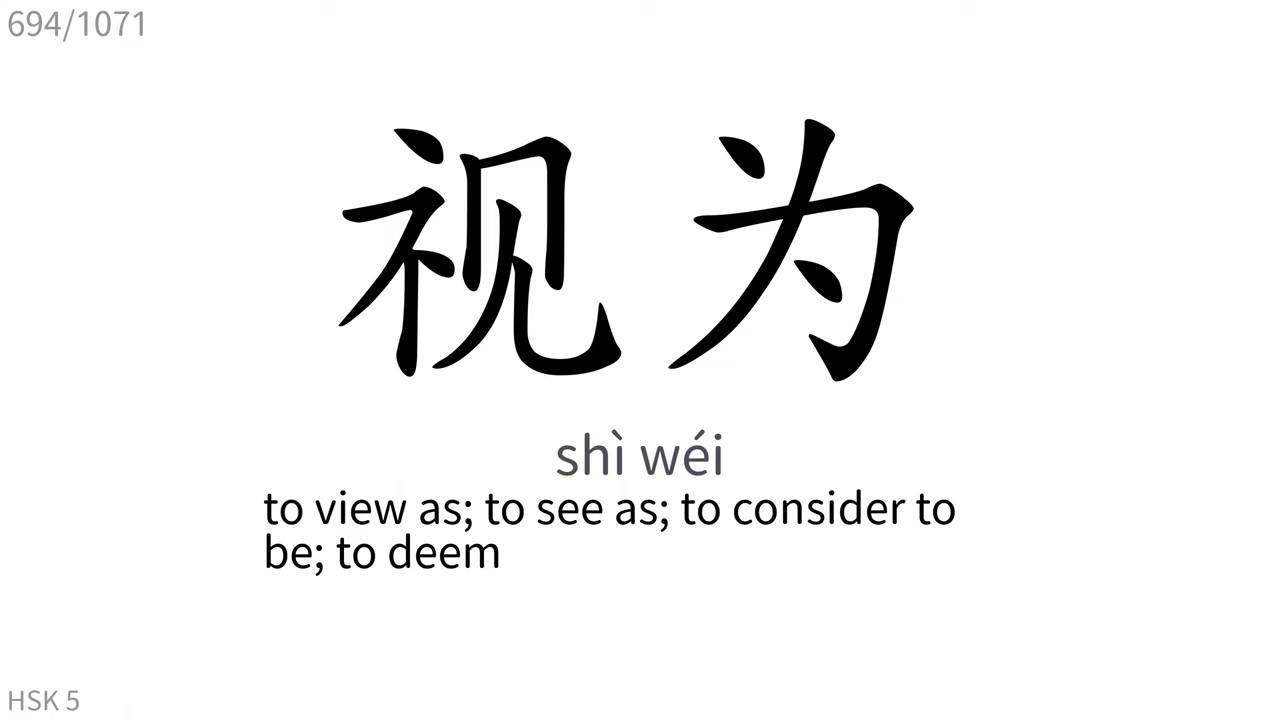 694/1071
视为
shì wéi
to view as; to see as; to consider to
be; to deem
HSK 5